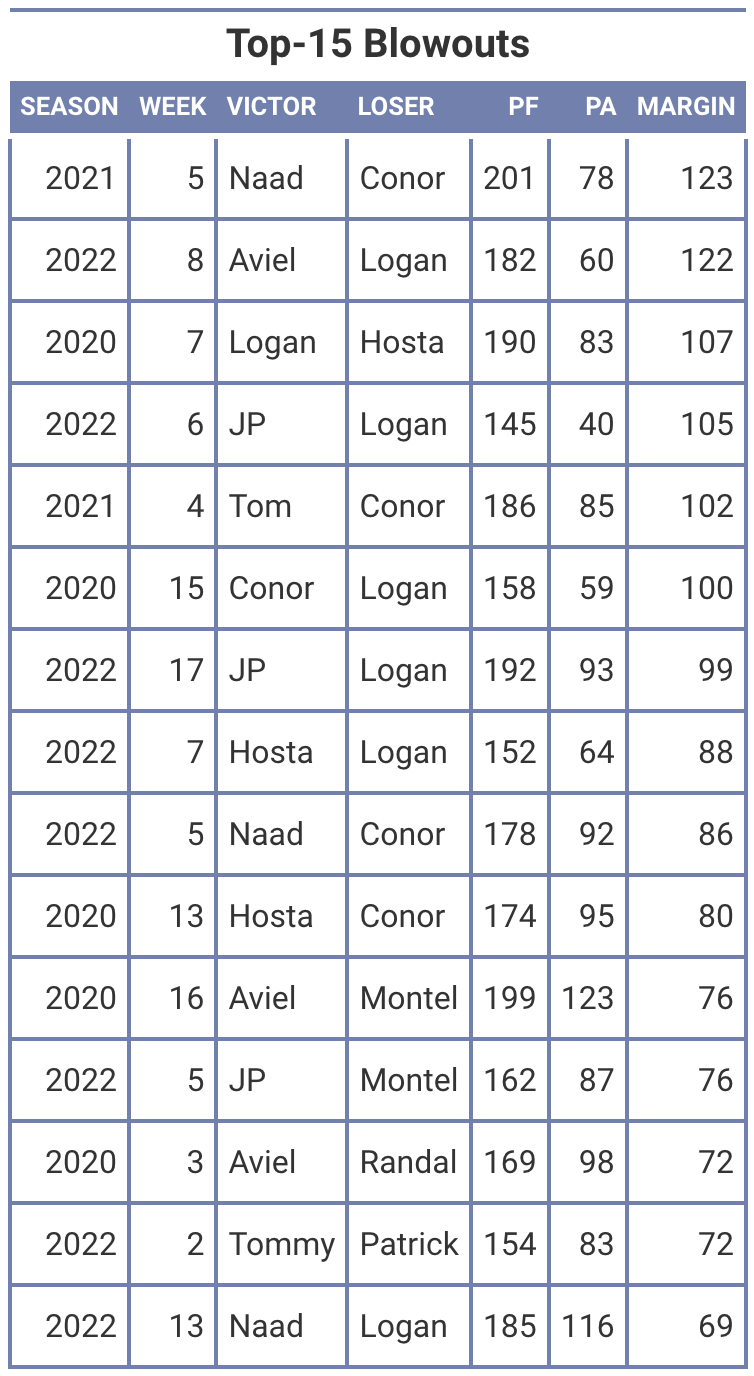 Top-15 Blowouts
SEASON WEEK VICTOR LOSER PF PA MARGIN
2021 5 Naad Conor 201 78 123
2022 8 Aviel Logan 182 60 122
2020 7 Logan Hosta 190 83 107
2022 6 JP Logan 145 40 105
2021 4 Tom Conor 186 85 102
2020 15 Conor Logan 158 59 100
2022 17 JP Logan 192 93 99
2022 7 Hosta Logan 152 64 88
2022 5 Naad Conor 178 92 86
2020 13 Hosta Conor 174 95 80
2020 16 Aviel Montel 199 123 76
2022 5 JP Montel 162 87 76
2020 3 Aviel Randal 169 98 72
2022 2 Tommy Patrick 154 83 72
2022 13 Naad Logan 185 116 69